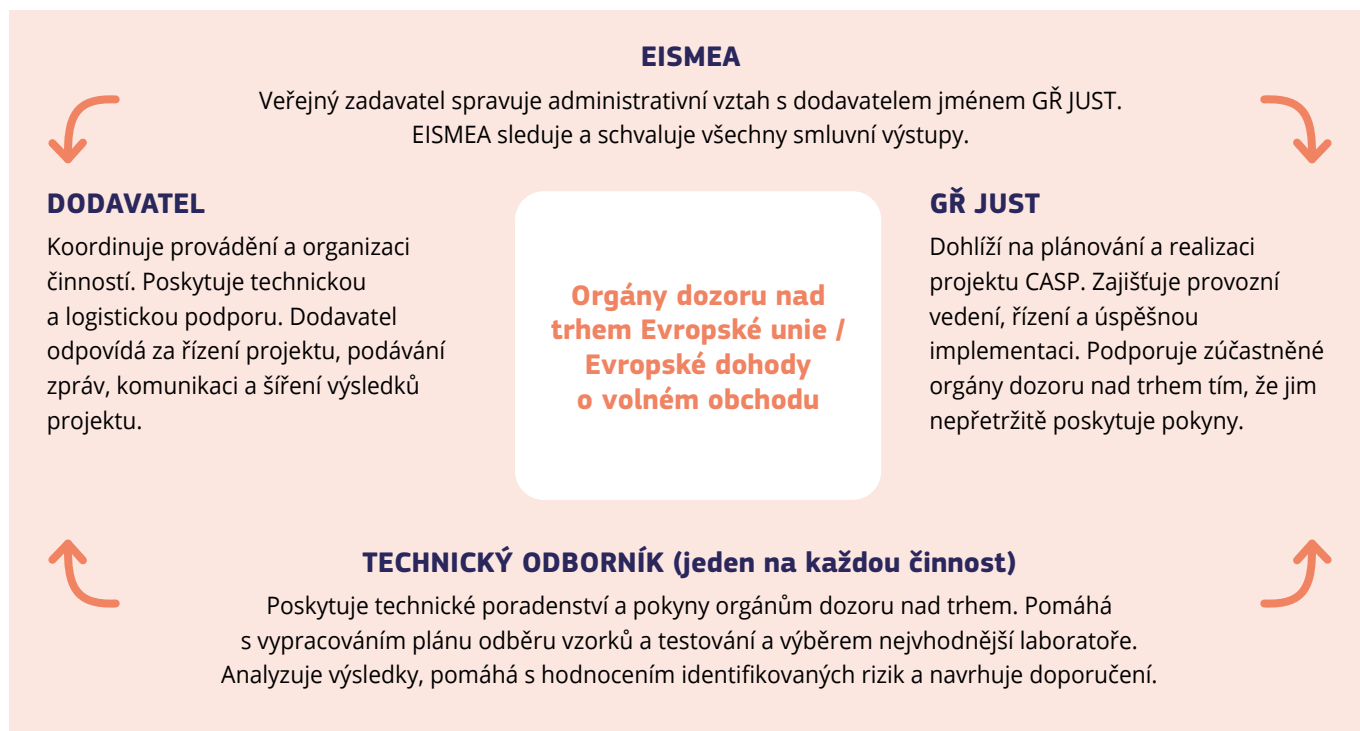 EISMEA
Veřejný zadavatel spravuje administrativní vztah s dodavatelem jménem GŘ JUST.
EISMEA sleduje a schvaluje všechny smluvní výstupy.
DODAVATEL
Koordinuje provádění a organizaci
činností. Poskytuje technickou
a logistickou podporu. Dodavatel
odpovídá za řízení projektu, podávání
zpráv, komunikaci a šíření výsledků
projektu.
Orgány dozoru nad
trhem Evropské unie /
Evropské dohody
o volném obchodu
GŘ JUST
Dohlíží na plánování a realizaci
projektu CASP. Zajišťuje provozní
vedení, řízení a úspěšnou
implementaci. Podporuje zúčastněné
orgány dozoru nad trhem tím, že jim
nepřetržitě poskytuje pokyny.
TECHNICKÝ ODBORNÍK (jeden na každou činnost)
Poskytuje technické poradenství a pokyny orgánům dozoru nad trhem. Pomáhá
s vypracováním plánu odběru vzorků a testování a výběrem nejvhodnější laboratoře.
Analyzuje výsledky, pomáhá s hodnocením identifikovaných rizik a navrhuje doporučení.